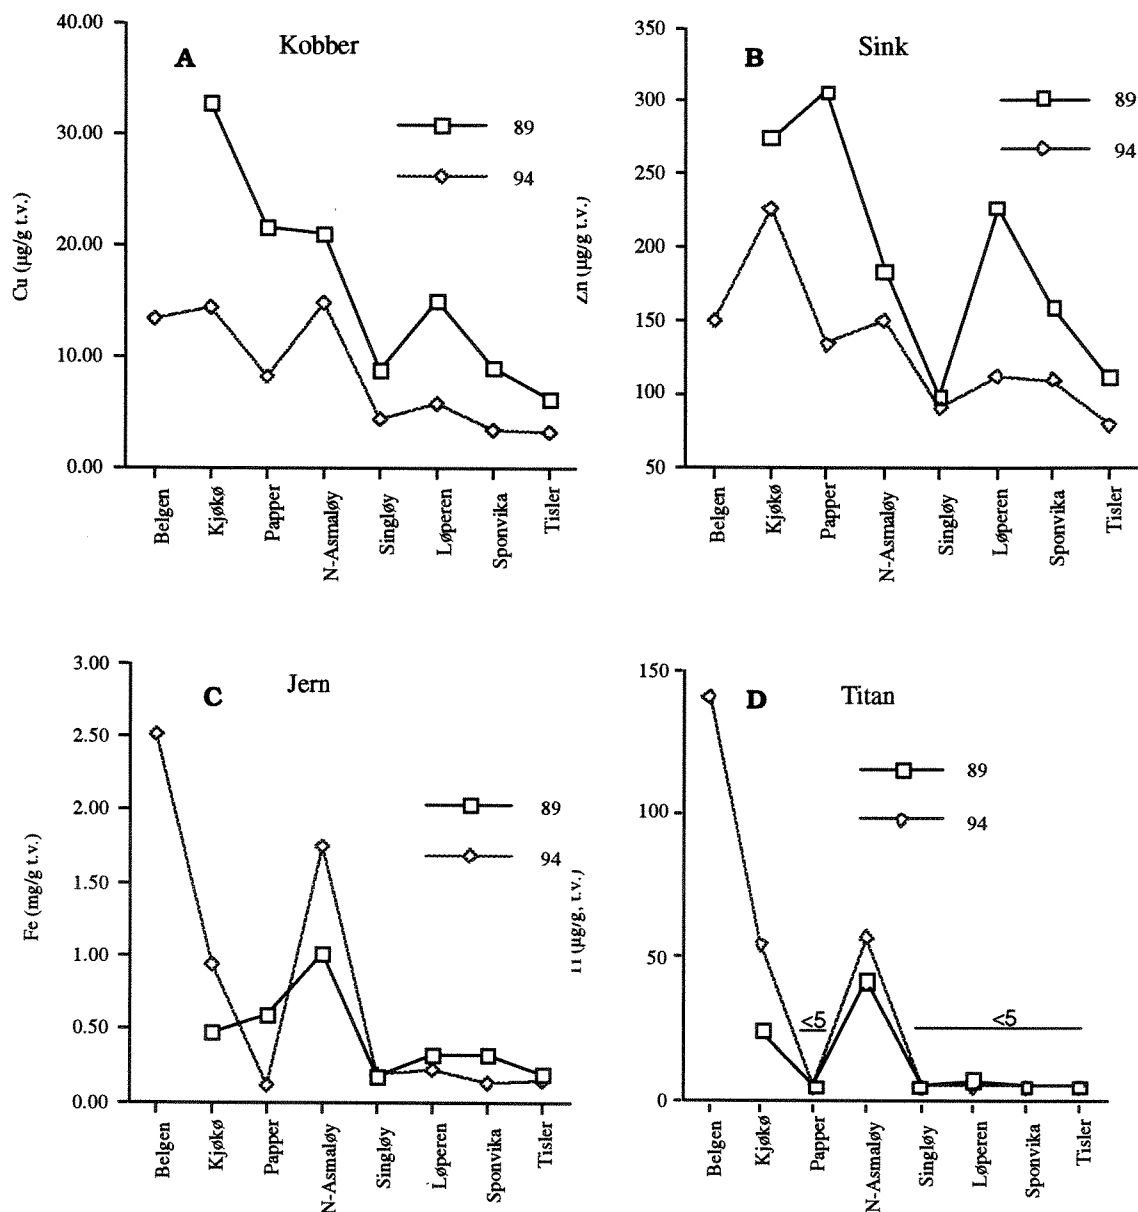 A
Kobber
40.00
30.00
20.00
10.00
0.00
Cu (µg/g t.v.)
89
94
Belgen
Kjøkø
Papper
N-Asmaløy
Singløy
Løperen
Sponvika
Tisler
B
Sink
350
300
250
200
150
100
50
Zn (µg/g t.v.)
89
94
Belgen
Kjøkø
Papper
N-Asmaløy
Singløy
Løperen
Sponvika
Tisler
C
Jern
3.00
2.50
2.00
1.50
1.00
0.50
0.00
Fe (mg/g t.v.)
89
94
Belgen
Kjøkø
Papper
N-Asmaløy
Singløy
Løperen
Sponvika
Tisler
D
Titan
150
100
50
0
(µg/g, t.v.)
89
94
<5
<5
Belgen
Kjøkø
Papper
N-Asmaløy
Singløy
Løperen
Sponvika
Tisler